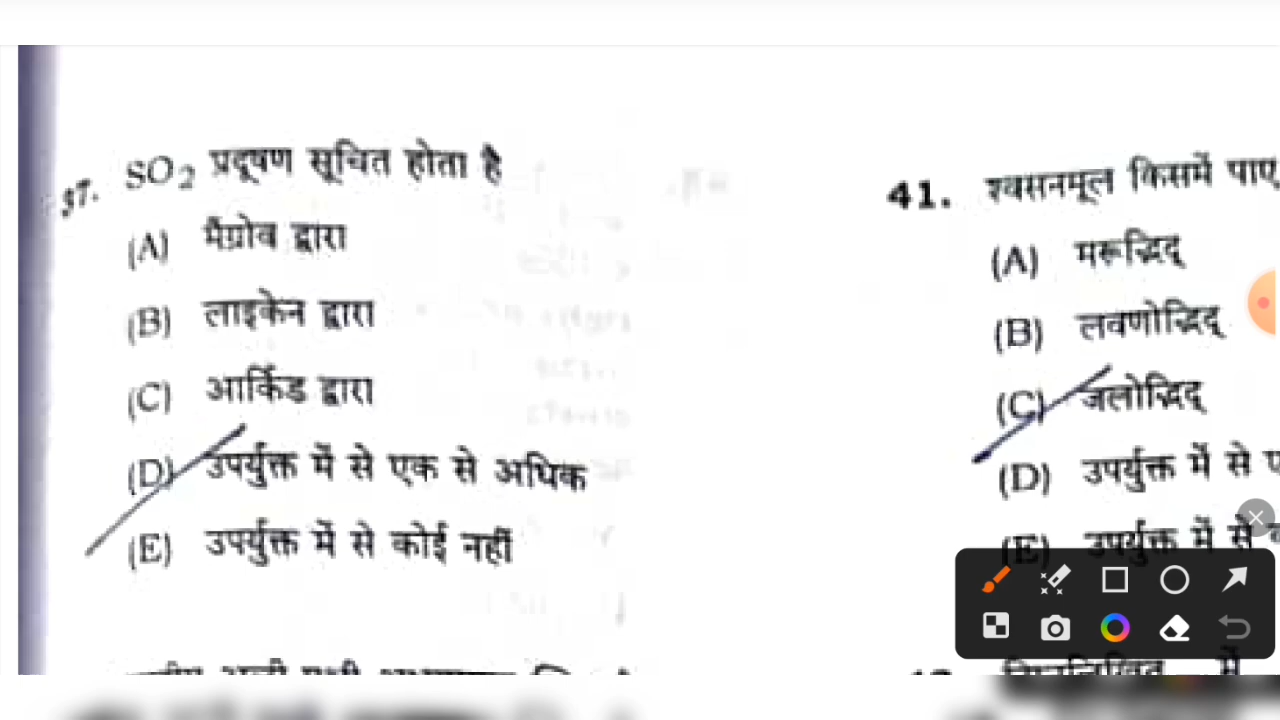 37. SO2 प्रदूषण सूचित होता है
(A) मैंग्रोव द्वारा
(B) लाइकेन द्वारा
(C) आर्किड द्वारा
(D) उपर्युक्त में से एक से अधिक
(E) उपर्युक्त में से कोई नहीं
41. श्वसनमूल किसमें पाए
(A) मरूद्भिद्
(B) लवणोद्भिद्
(C) जलोद्भिद्
(D) उपर्युक्त में से
(E) उपर्युक्त में से